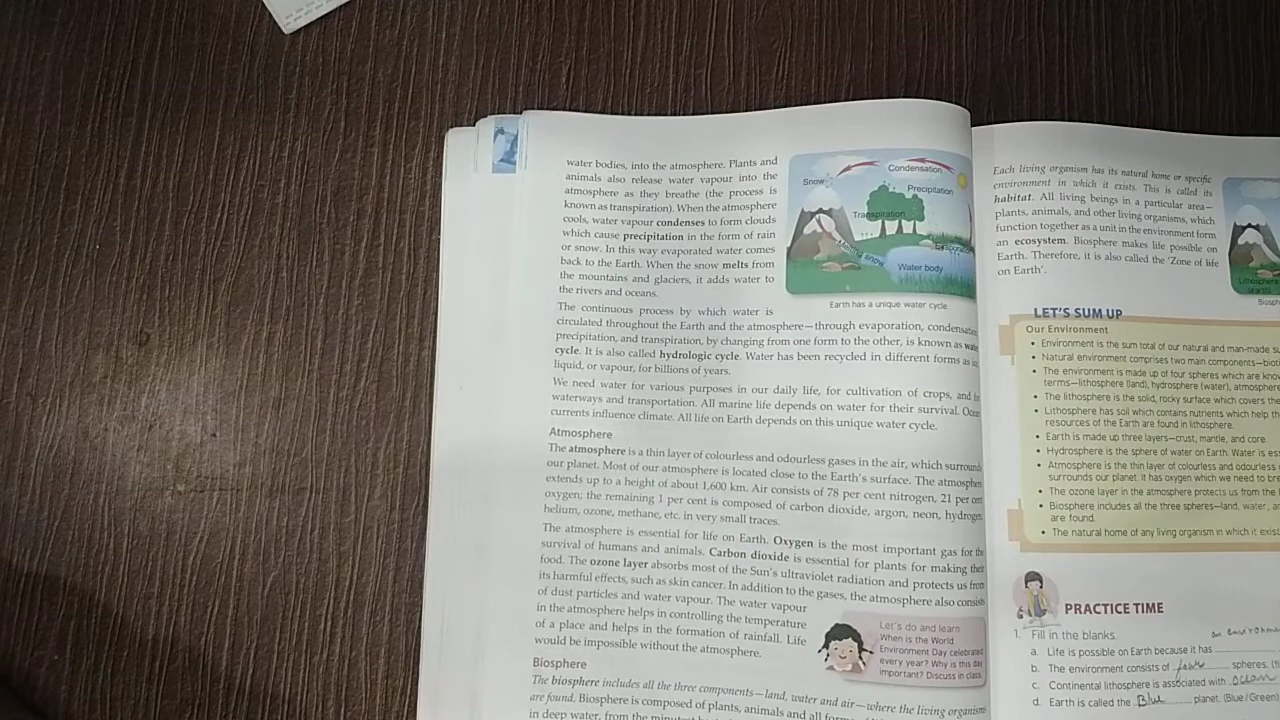 water bodies, into the atmosphere. Plants and
animals also release water vapour into the
atmosphere as they breathe (the process is
known as transpiration). When the atmosphere
cools, water vapour condenses to form clouds
which cause precipitation in the form of rain
or snow. In this way evaporated water comes
back to the Earth. When the snow melts from
the mountains and glaciers, it adds water to
the rivers and oceans.
Snow
Condensation
Precipitation
Transpiration
Melting snow
Water body
Earth has a unique water cycle.
The continuous process by which water is
circulated throughout the Earth and the atmosphere—through evaporation,
precipitation, and transpiration, by changing from one form to the other, is known as
cycle. It is also called hydrologic cycle. Water has been recycled in different forms as
liquid, or vapour, for billions of years.
We need water for various purposes in our daily life, for cultivation of crops, and
waterways and transportation. All marine life depends on water for their survival.
currents influence climate. All life on Earth depends on this unique water cycle.
Atmosphere
The atmosphere is a thin layer of colourless and odourless gases in the air, which
our planet. Most of our atmosphere is located close to the Earth's surface. The
extends up to a height of about 1,600 km. Air consists of 78 per cent nitrogen, 21 per
oxygen; the remaining 1 per cent is composed of carbon dioxide, argon, neon,
helium, ozone, methane, etc. in very small traces.
The atmosphere is essential for life on Earth. Oxygen is the most important gas for the
survival of humans and animals. Carbon dioxide is essential for plants for making
food. The ozone layer absorbs most of the Sun's ultraviolet radiation and protects us from
its harmful effects, such as skin cancer. In addition to the gases, the atmosphere also
of dust particles and water vapour. The water vapour
in the atmosphere helps in controlling the temperature
of a place and helps in the formation of rainfall. Life
would be impossible without the atmosphere.
Let's do and learn
When is the World
Environment Day celebrated
every year? Why is this day
important? Discuss in class.
Biosphere
The biosphere includes all the three components—land, water and air—where the living organisms
are found. Biosphere is composed of plants, animals and all
in deep water, from the
Each living organism has its natural home or specific
environment in which it exists. This is called its
habitat. All living beings in a particular area—
plants, animals, and other living organisms, which
function together as a unit in the environment form
an ecosystem. Biosphere makes life possible on
Earth. Therefore, it is also called the 'Zone of life
on Earth'.
LET'S SUM UP
Our Environment
• Environment is the sum total of our natural and man-made
• Natural environment comprises two main components—
• The environment is made up of four spheres which are
terms—lithosphere (land), hydrosphere (water),
• The lithosphere is the solid, rocky surface which covers
• Lithosphere has soil which contains nutrients which help
resources of the Earth are found in lithosphere.
• Earth is made up three layers—crust, mantle, and core.
• Hydrosphere is the sphere of water on Earth. Water is
• Atmosphere is the thin layer of colourless and odourless
surrounds our planet. It has oxygen which we need to
• The ozone layer in the atmosphere protects us from the
• Biosphere includes all the three spheres—land, water,
are found.
• The natural home of any living organism in which it
PRACTICE TIME
1. Fill in the blanks.
a. Life is possible on Earth because it has
b. The environment consists of spheres.
c. Continental lithosphere is associated with ocean
d. Earth is called the Blue planet. (Blue/Green)